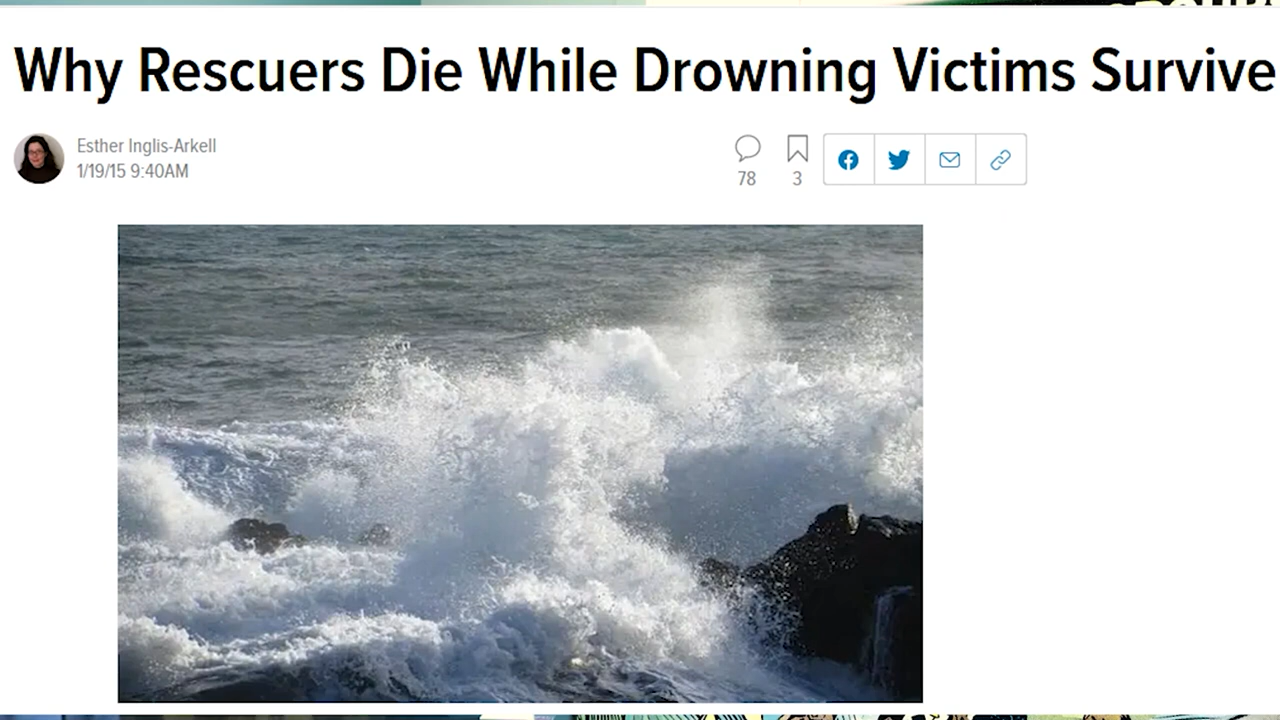 Why Rescuers Die While Drowning Victims Survive
Esther Inglis-Arkell
1/19/15 9:40AM
78
3